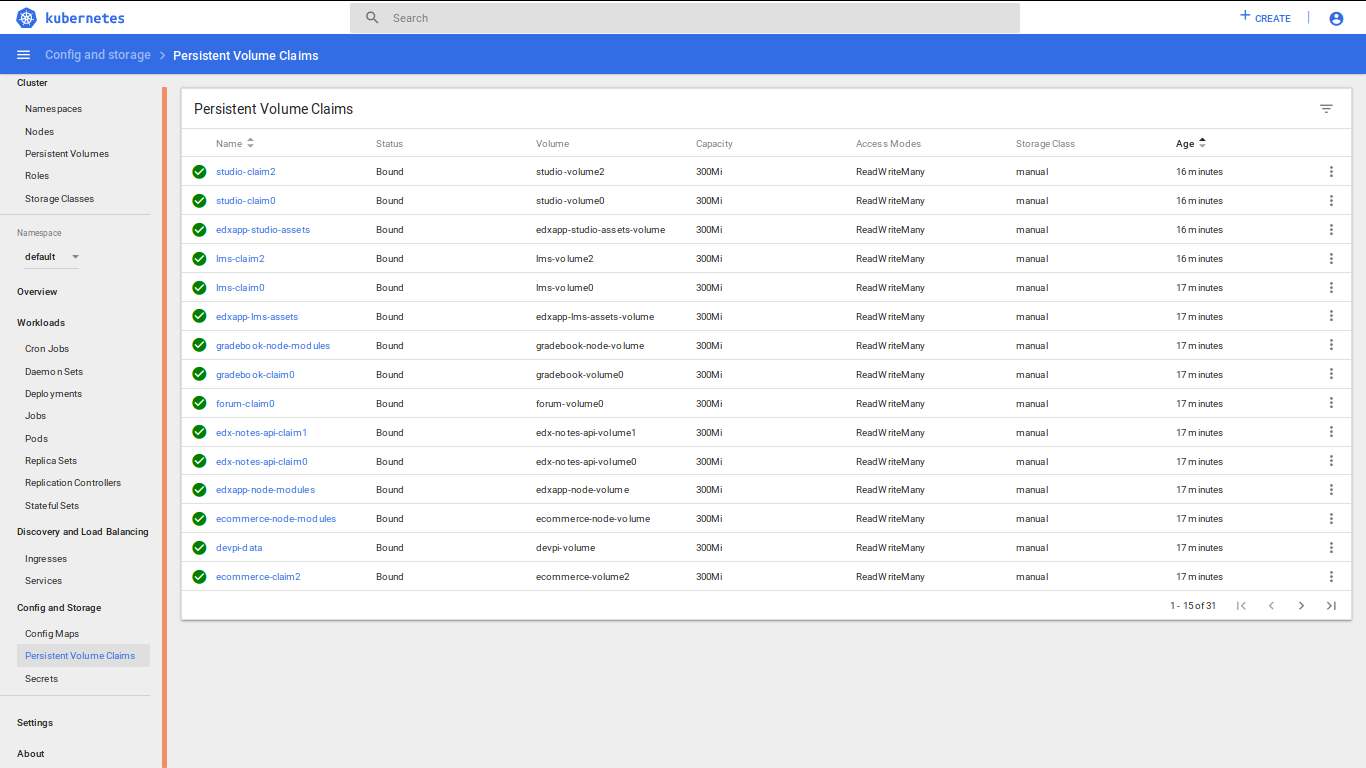 kubernetes Search CREATE
Config and storage Persistent Volume Claims
Cluster
Namespaces
Nodes
Persistent Volumes
Roles
Storage Classes
Namespace
default
Overview
Workloads
Cron Jobs
Daemon Sets
Deployments
Jobs
Pods
Replica Sets
Replication Controllers
Stateful Sets
Discovery and Load Balancing
Ingresses
Services
Config and Storage
Config Maps
Persistent Volume Claims
Secrets
Settings
About
Persistent Volume Claims
Name Status Volume Capacity Access Modes Storage Class Age
studio-claim2 Bound studio-volume2 300Mi ReadWriteMany manual 16 minutes
studio-claim0 Bound studio-volume0 300Mi ReadWriteMany manual 16 minutes
edxapp-studio-assets Bound edxapp-studio-assets-volume 300Mi ReadWriteMany manual 16 minutes
lms-claim2 Bound lms-volume2 300Mi ReadWriteMany manual 16 minutes
lms-claim0 Bound lms-volume0 300Mi ReadWriteMany manual 17 minutes
edxapp-lms-assets Bound edxapp-lms-assets-volume 300Mi ReadWriteMany manual 17 minutes
gradebook-node-modules Bound gradebook-node-volume 300Mi ReadWriteMany manual 17 minutes
gradebook-claim0 Bound gradebook-volume0 300Mi ReadWriteMany manual 17 minutes
forum-claim0 Bound forum-volume0 300Mi ReadWriteMany manual 17 minutes
edx-notes-api-claim1 Bound edx-notes-api-volume1 300Mi ReadWriteMany manual 17 minutes
edx-notes-api-claim0 Bound edx-notes-api-volume0 300Mi ReadWriteMany manual 17 minutes
edxapp-node-modules Bound edxapp-node-volume 300Mi ReadWriteMany manual 17 minutes
ecommerce-node-modules Bound ecommerce-node-volume 300Mi ReadWriteMany manual 17 minutes
devpi-data Bound devpi-volume 300Mi ReadWriteMany manual 17 minutes
ecommerce-claim2 Bound ecommerce-volume2 300Mi ReadWriteMany manual 17 minutes
1 - 15 of 31